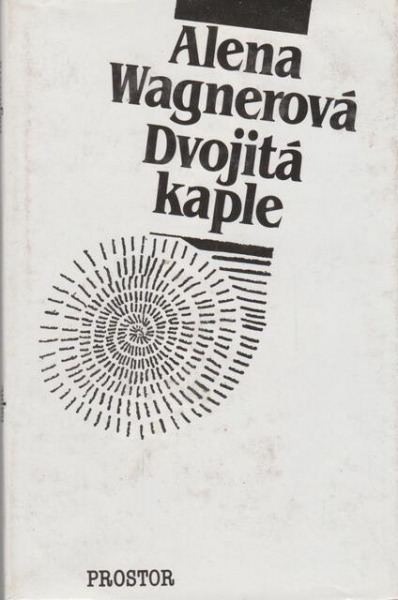 Alena
Wagnerová
Dvojitá
kaple
PROSTOR